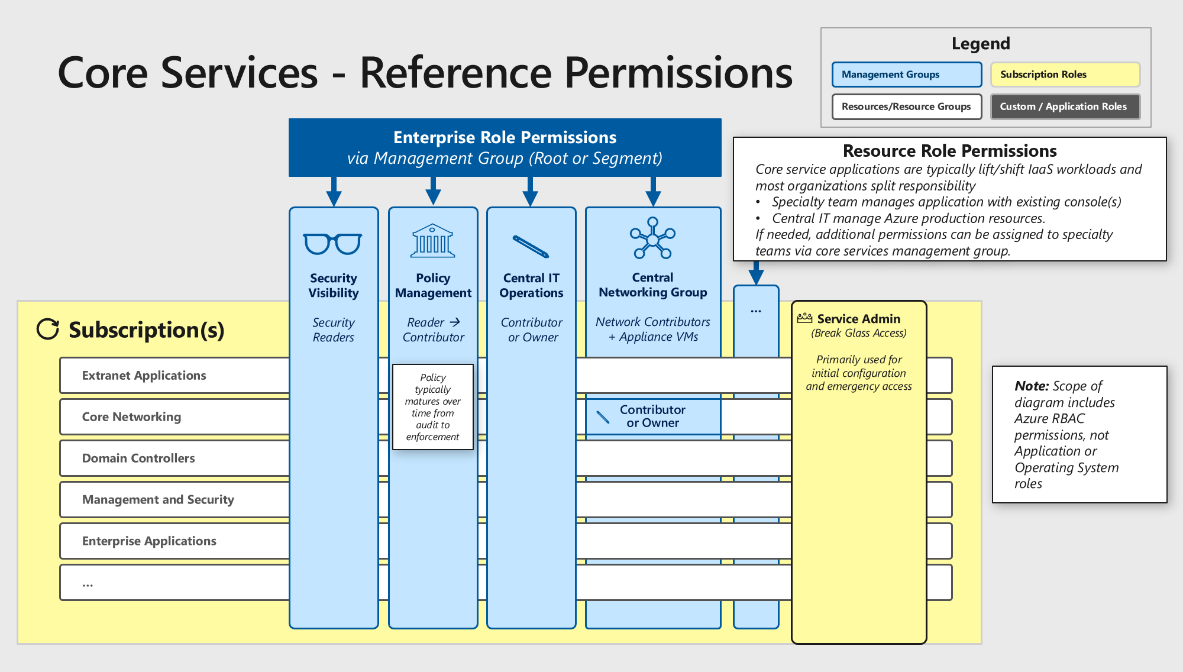 Core Services - Reference Permissions
Legend
Management Groups
Subscription Roles
Resources/Resource Groups
Custom / Application Roles
Enterprise Role Permissions
via Management Group (Root or Segment)
Resource Role Permissions
Core service applications are typically lift/shift IaaS workloads and
most organizations split responsibility
• Specialty team manages application with existing console(s)
• Central IT manage Azure production resources.
If needed, additional permissions can be assigned to specialty
teams via core services management group.
Security
Visibility
Security
Readers
Policy
Management
Reader →
Contributor
Policy
typically
matures over
time from
audit to
enforcement
Central IT
Operations
Contributor
or Owner
Central
Networking Group
Network Contributors
+ Appliance VMs
Contributor
or Owner
...
Service Admin
(Break Glass Access)
Primarily used for
initial configuration
and emergency access
Subscription(s)
Extranet Applications
Core Networking
Domain Controllers
Management and Security
Enterprise Applications
...
Note: Scope of
diagram includes
Azure RBAC
permissions, not
Application or
Operating System
roles